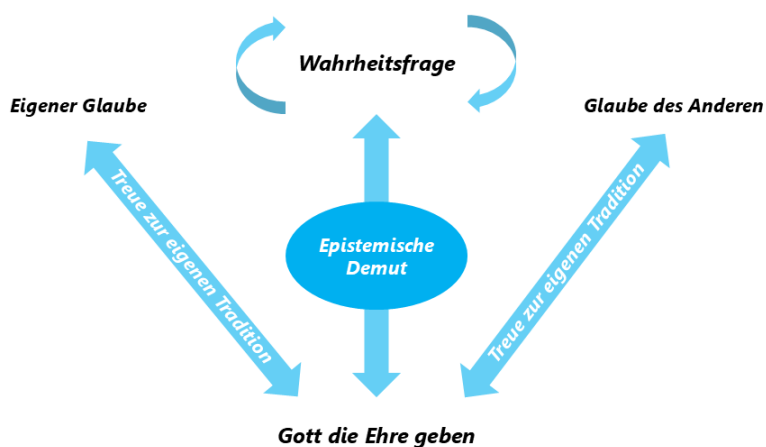 Wahrheitsfrage
Eigener Glaube
Glaube des Anderen
Treue zur eigenen Tradition
Epistemische
Demut
Treue zur eigenen Tradition
Gott die Ehre geben